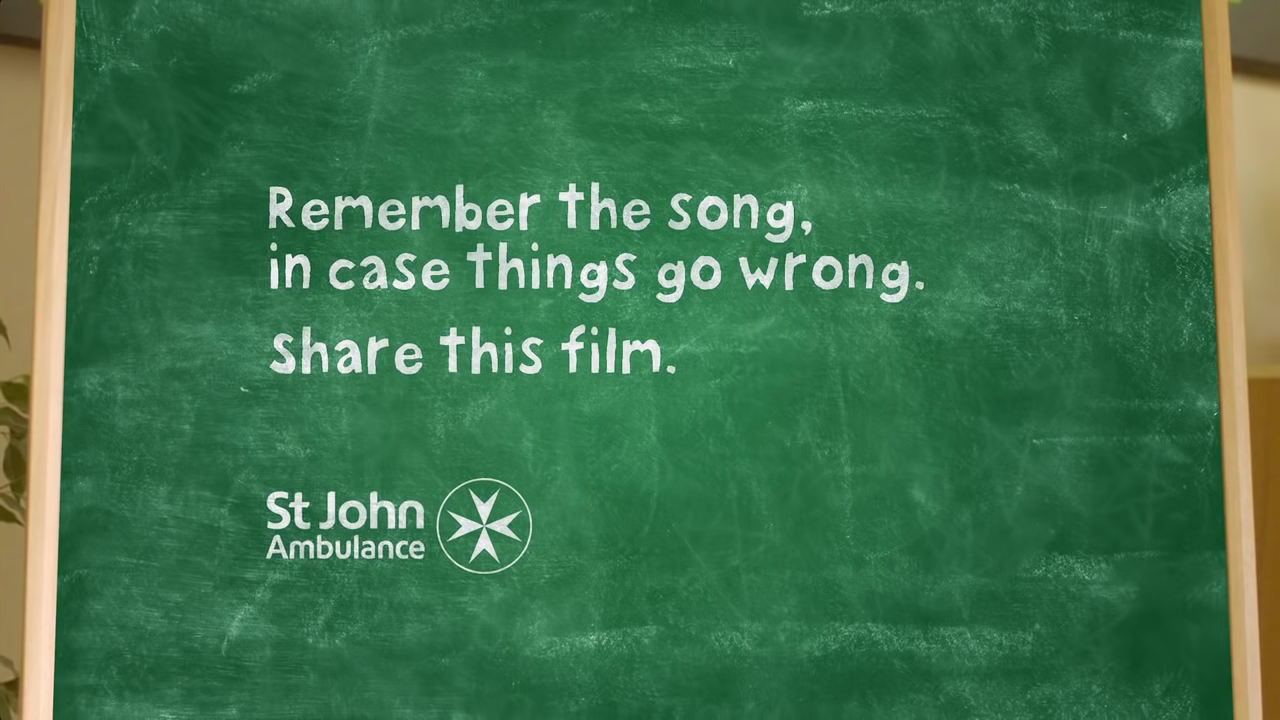 Remember the song,
in case things go wrong.
Share this film.
St John
Ambulance